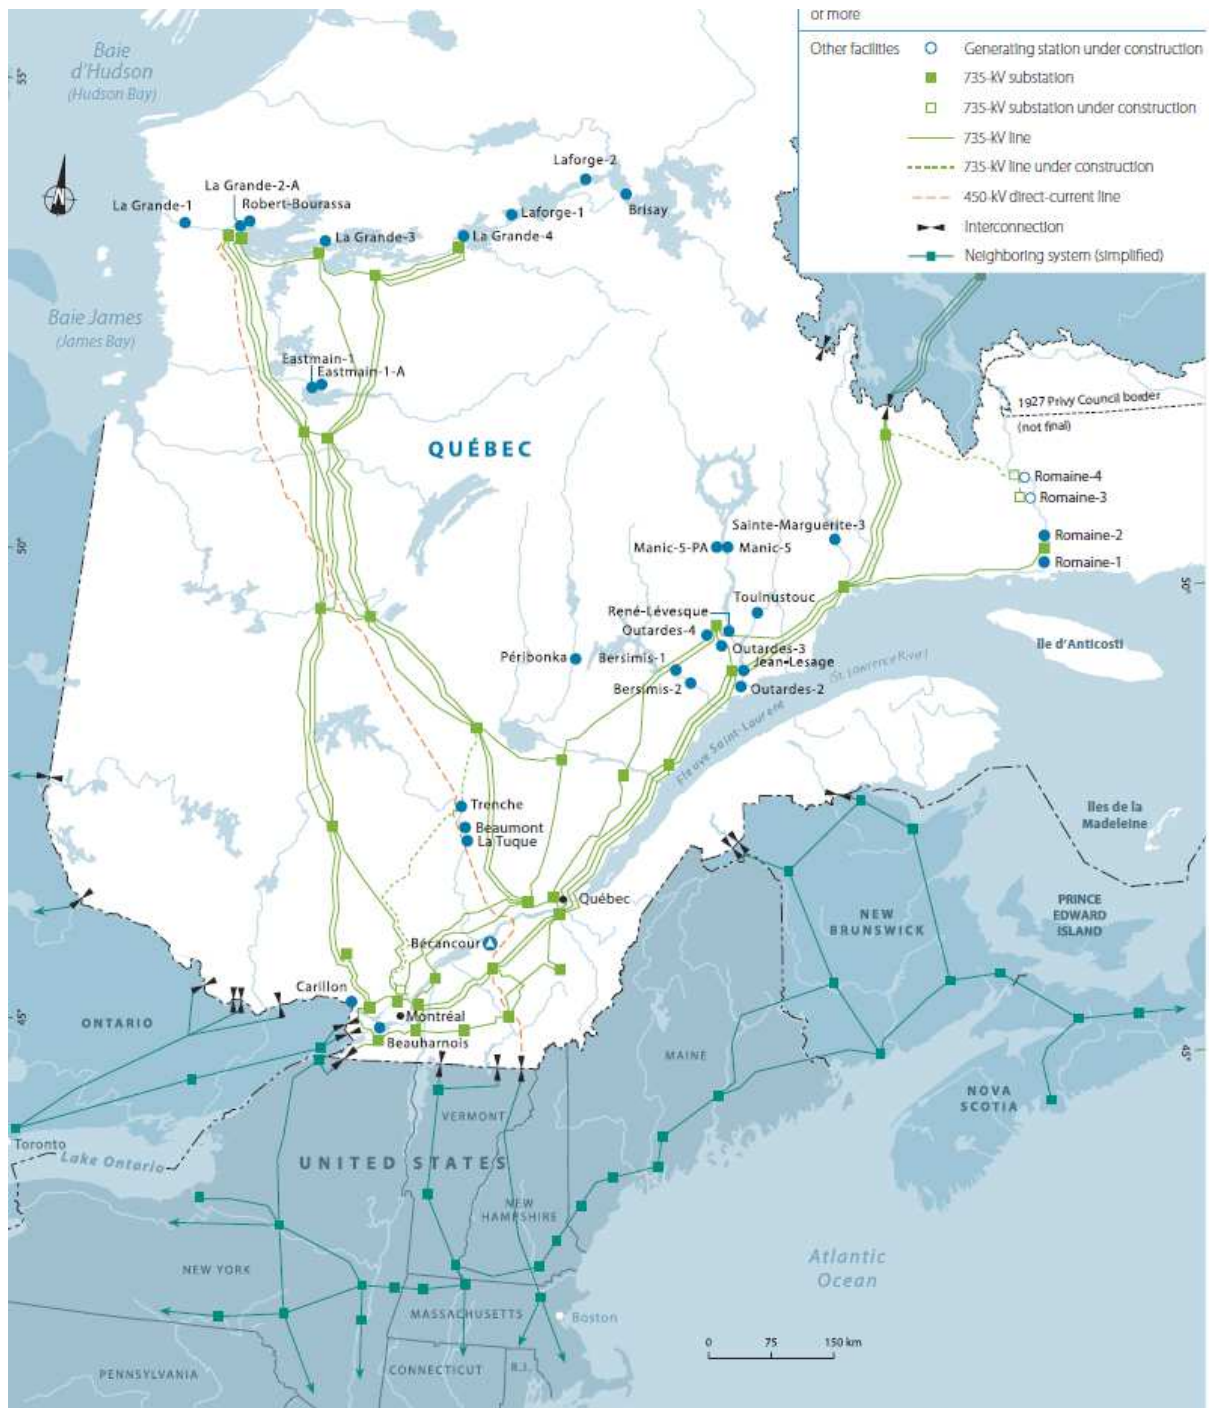 or more
Other facilities
Generating station under construction
735-kV substation
735-kV substation under construction
735-kV line
735-kV line under construction
450-kV direct-current line
Interconnection
Neighboring system (simplified)
Baie
d'Hudson
(Hudson Bay)
55°
Laforge-2
La Grande-2-A
La Grande-1
Robert-Bourassa
Laforge-1
Brisay
La Grande-3
La Grande-4
Baie James
(James Bay)
Eastmain-1
Eastmain-1-A
1927 Privy Council border
(not final)
QUÉBEC
Romaine-4
Romaine-3
Sainte-Marguerite-3
Romaine-2
50°
Manic-5-PA
Manic-5
Romaine-1
50°
Toulnustouc
René-Lévesque
Outardes-4
Île d'Anticosti
Outardes-3
Péribonka
Bersimis-1
Jean-Lesage
(St. Lawrence River)
Bersimis-2
Outardes-2
Fleuve Saint-Laurent
Trenche
Îles de la
Madeleine
Beaumont
La Tuque
Québec
PRINCE
EDWARD
ISLAND
NEW
BRUNSWICK
Bécancour
Carillon
45°
ONTARIO
Montréal
Beauharnois
MAINE
45°
NOVA
SCOTIA
VERMONT
Toronto
Lake Ontario
UNITED STATES
NEW
HAMPSHIRE
Atlantic
Ocean
NEW YORK
MASSACHUSETTS
Boston
0 75 150 km
PENNSYLVANIA
CONNECTICUT
R.I.